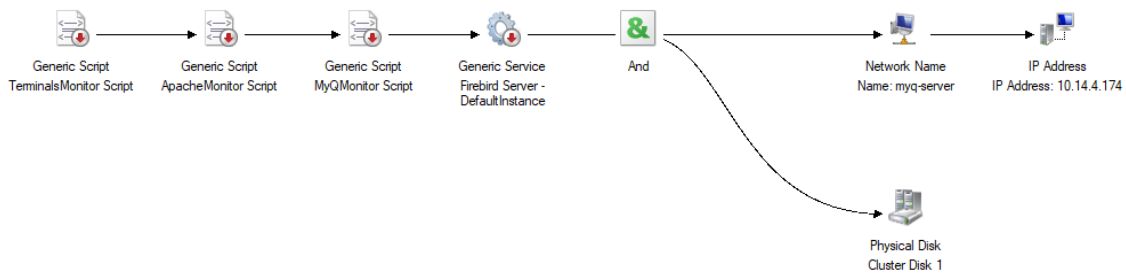 &
Generic Script
TerminalsMonitor Script
Generic Script
ApacheMonitor Script
Generic Script
MyQMonitor Script
Generic Service
Firebird Server -
DefaultInstance
And
Network Name
Name: myq-server
IP Address
IP Address: 10.14.4.174
Physical Disk
Cluster Disk 1